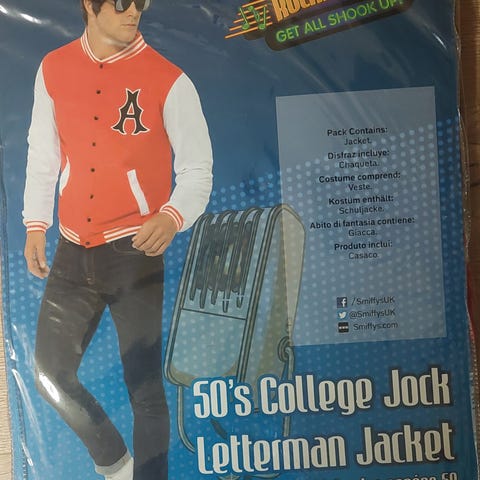 GET ALL SHOOK UP!
A
Pack Contains:
Jacket.
Disfraz incluye:
Chaqueta.
Costume comprend:
Veste.
Kostüm enthält:
Schuljacke.
Abito di fantasia contiene:
Giacca.
Produto inclui:
Casaco.
/SmiffysUK
@SmiffysUK
Smiffys.com
50's College Jock
Letterman Jacket